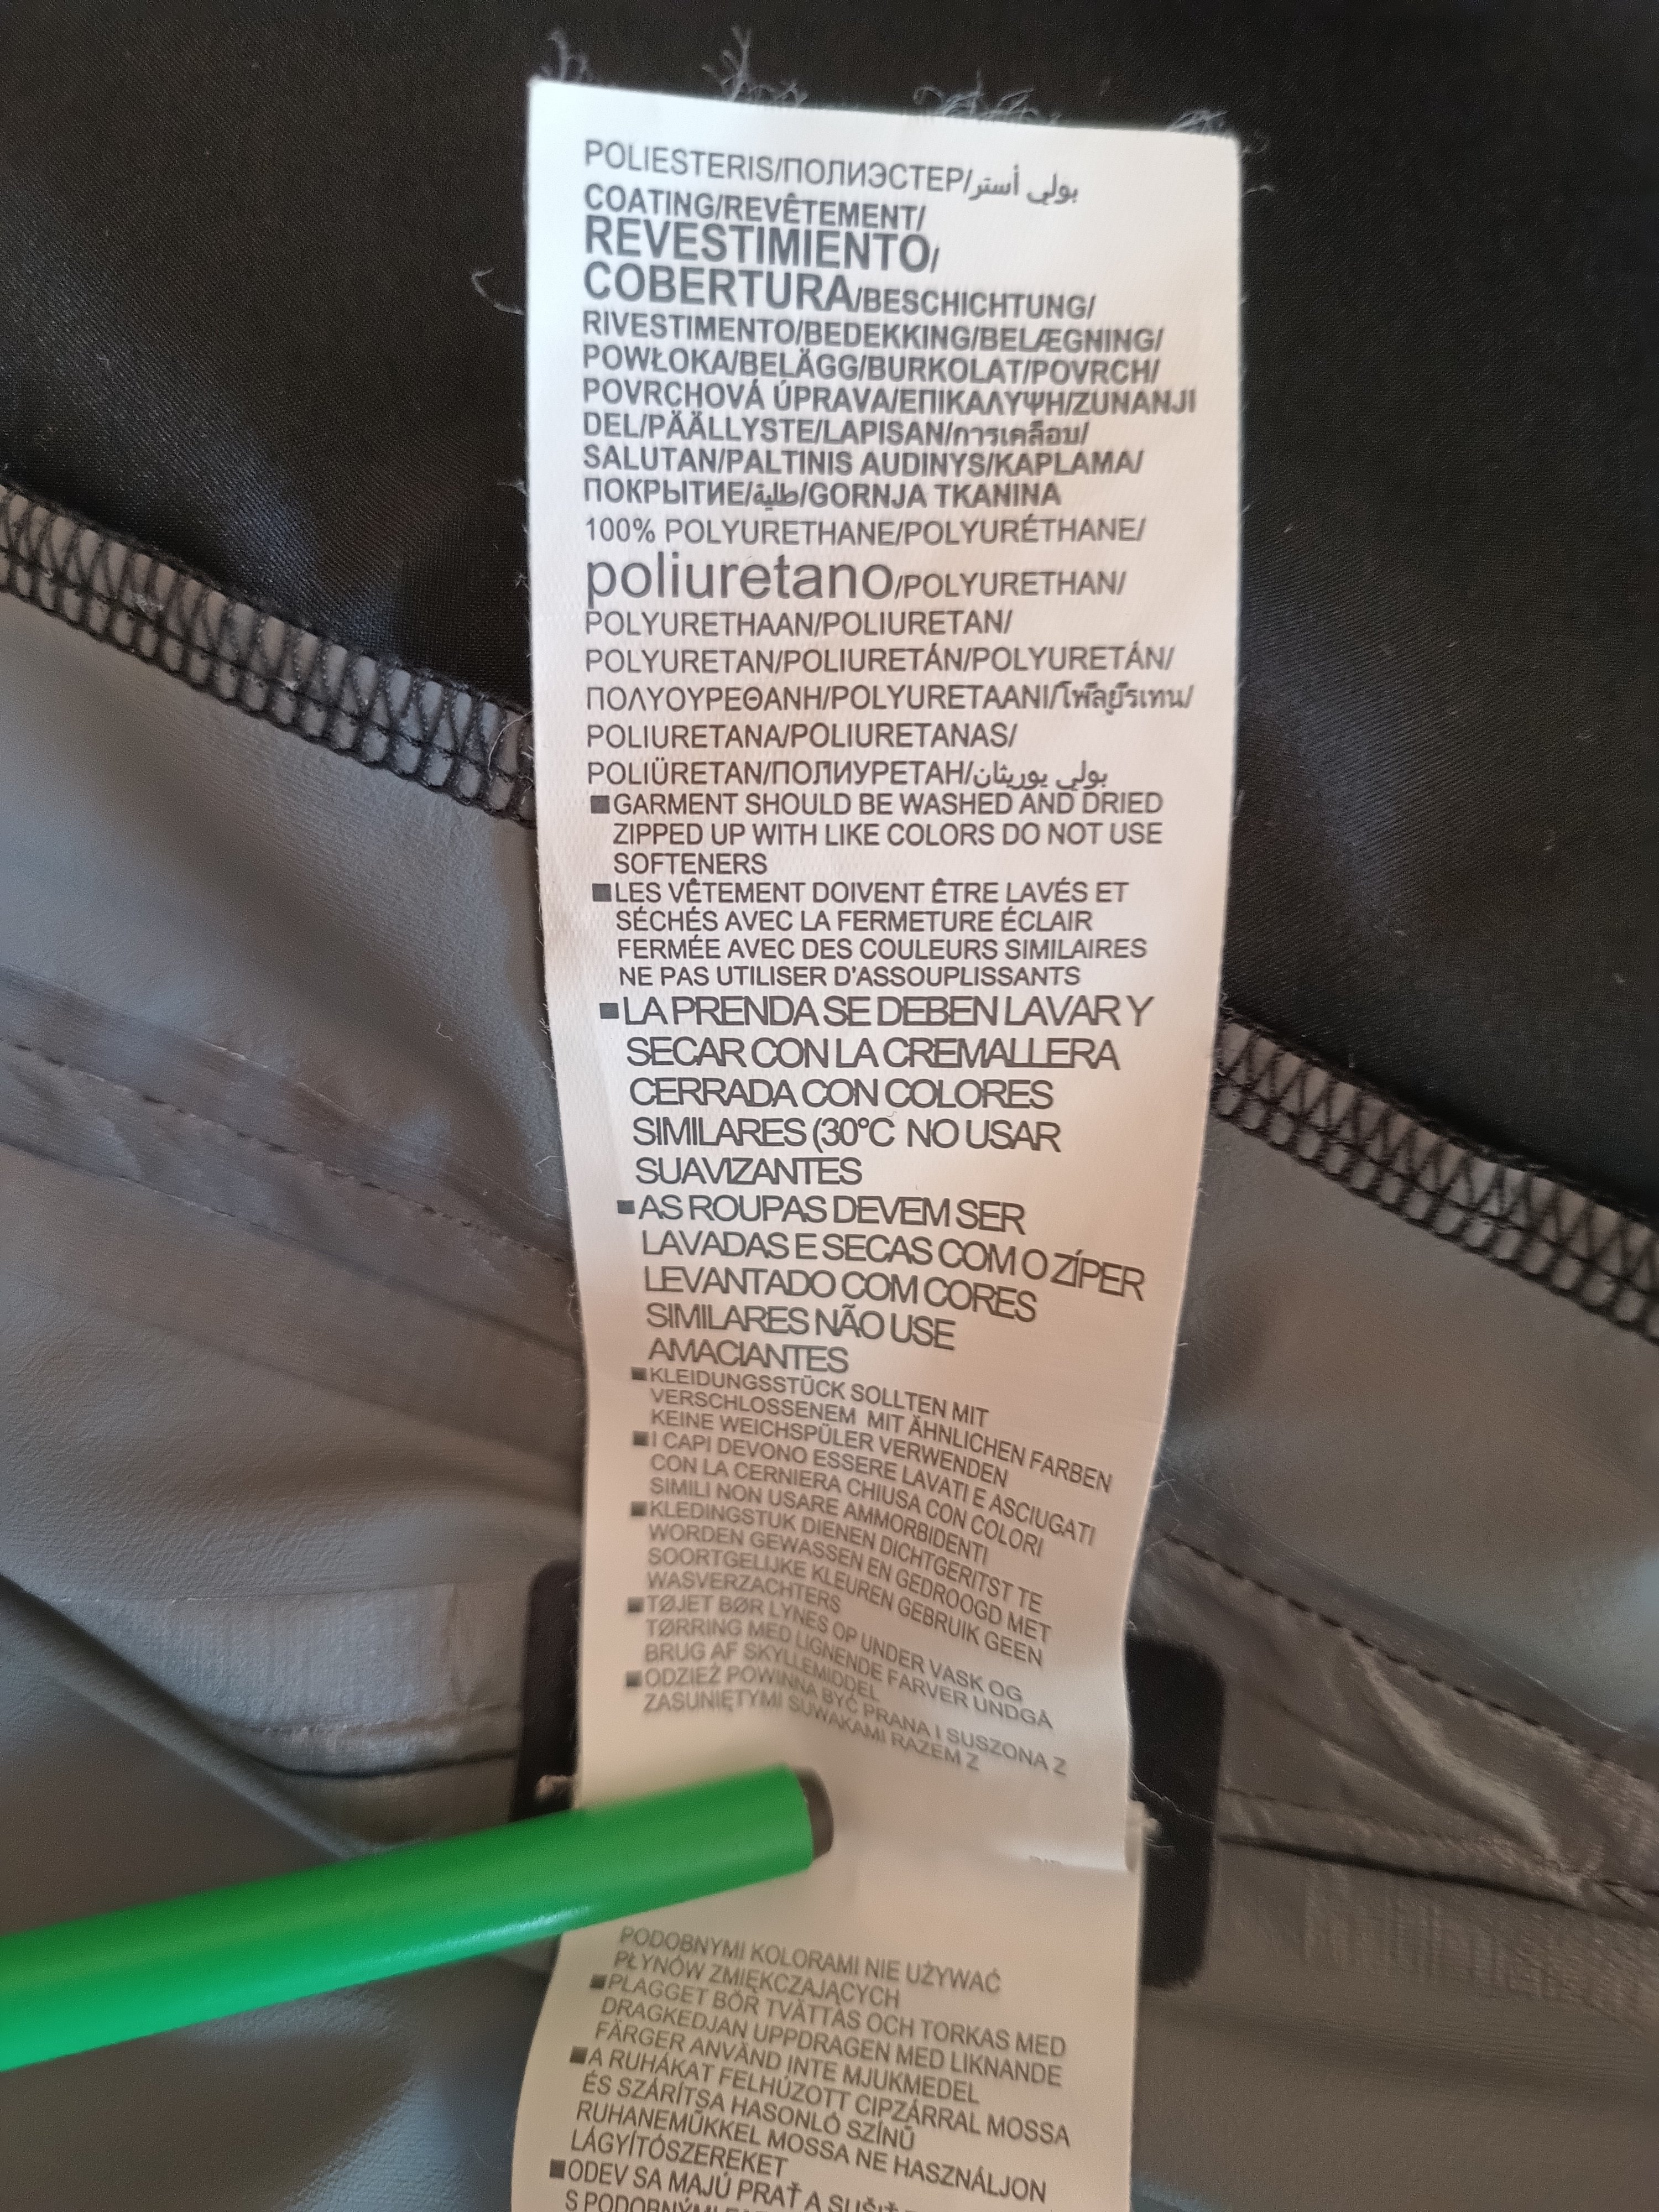 POLIESTERIS/ПОЛИЭСТЕР/بولي أستر
COATING/REVÊTEMENT/
REVESTIMIENTO/
COBERTURA/BESCHICHTUNG/
RIVESTIMENTO/BEDEKKING/BELÆGNING/
POWŁOKA/BELÄGG/BURKOLAT/POVRCH/
POVRCHOVÁ ÚPRAVA/ΕΠΙΚΑΛΥΨΗ/ZUNANJI
DEL/PÄÄLLYSTE/LAPISAN/การเคลือบ/
SALUTAN/PALTINIS AUDINYS/KAPLAMA/
ПОКРЫТИЕ/طلية/GORNJA TKANINA
100% POLYURETHANE/POLYURÉTHANE/
poliuretano/POLYURETHAN/
POLYURETHAAN/POLIURETAN/
POLYURETAN/POLIURETÁN/POLYURETÁN/
ΠΟΛΥΟΥΡΕΘΑΝΗ/POLYURETAANI/โพลียูรีเทน/
POLIURETANA/POLIURETANAS/
POLIÜRETAN/ПОЛИУРЕТАН/بولي يوريثان
■GARMENT SHOULD BE WASHED AND DRIED
ZIPPED UP WITH LIKE COLORS DO NOT USE
SOFTENERS
■LES VÊTEMENT DOIVENT ÊTRE LAVÉS ET
SÉCHÉS AVEC LA FERMETURE ÉCLAIR
FERMÉE AVEC DES COULEURS SIMILAIRES
NE PAS UTILISER D'ASSOUPLISSANTS
■LA PRENDA SE DEBEN LAVAR Y
SECAR CON LA CREMALLERA
CERRADA CON COLORES
SIMILARES (30°C NO USAR
SUAVIZANTES
■AS ROUPAS DEVEM SER
LAVADAS E SECAS COM O ZÍPER
LEVANTADO COM CORES
SIMILARES NÃO USE
AMACIANTES
■KLEIDUNGSSTÜCK SOLLTEN MIT
VERSCHLOSSENEM MIT ÄHNLICHEN FARBEN
KEINE WEICHSPÜLER VERWENDEN
■I CAPI DEVONO ESSERE LAVATI E ASCIUGATI
CON LA CERNIERA CHIUSA CON COLORI
SIMILI NON USARE AMMORBIDENTI
■KLEDINGSTUK DIENEN DICHTGERITST TE
WORDEN GEWASSEN EN GEDROOGD MET
SOORTGELIJKE KLEUREN GEBRUIK GEEN
WASVERZACHTERS
■TØJET BØR LYNES OP UNDER VASK OG
TØRRING MED LIGNENDE FARVER UNDGÅ
BRUG AF SKYLLEMIDDEL
■ODZIEŻ POWINNA BYĆ PRANA I SUSZONA Z
ZASUNIĘTYMI SUWAKAMI RAZEM Z
PODOBNYMI KOLORAMI NIE UŻYWAĆ
PŁYNÓW ZMIĘKCZAJĄCYCH
■PLAGGET BÖR TVÄTTAS OCH TORKAS MED
DRAGKEDJAN UPPDRAGEN MED LIKNANDE
FÄRGER ANVÄND INTE MJUKMEDEL
■A RUHÁKAT FELHÚZOTT CIPZÁRRAL MOSSA
ÉS SZÁRÍTSA HASONLÓ SZÍNŰ
RUHANEMŰKKEL MOSSA NE HASZNÁLJON
LÁGYÍTÓSZEREKET
■ODEV SA MAJÚ PRAŤ A
S